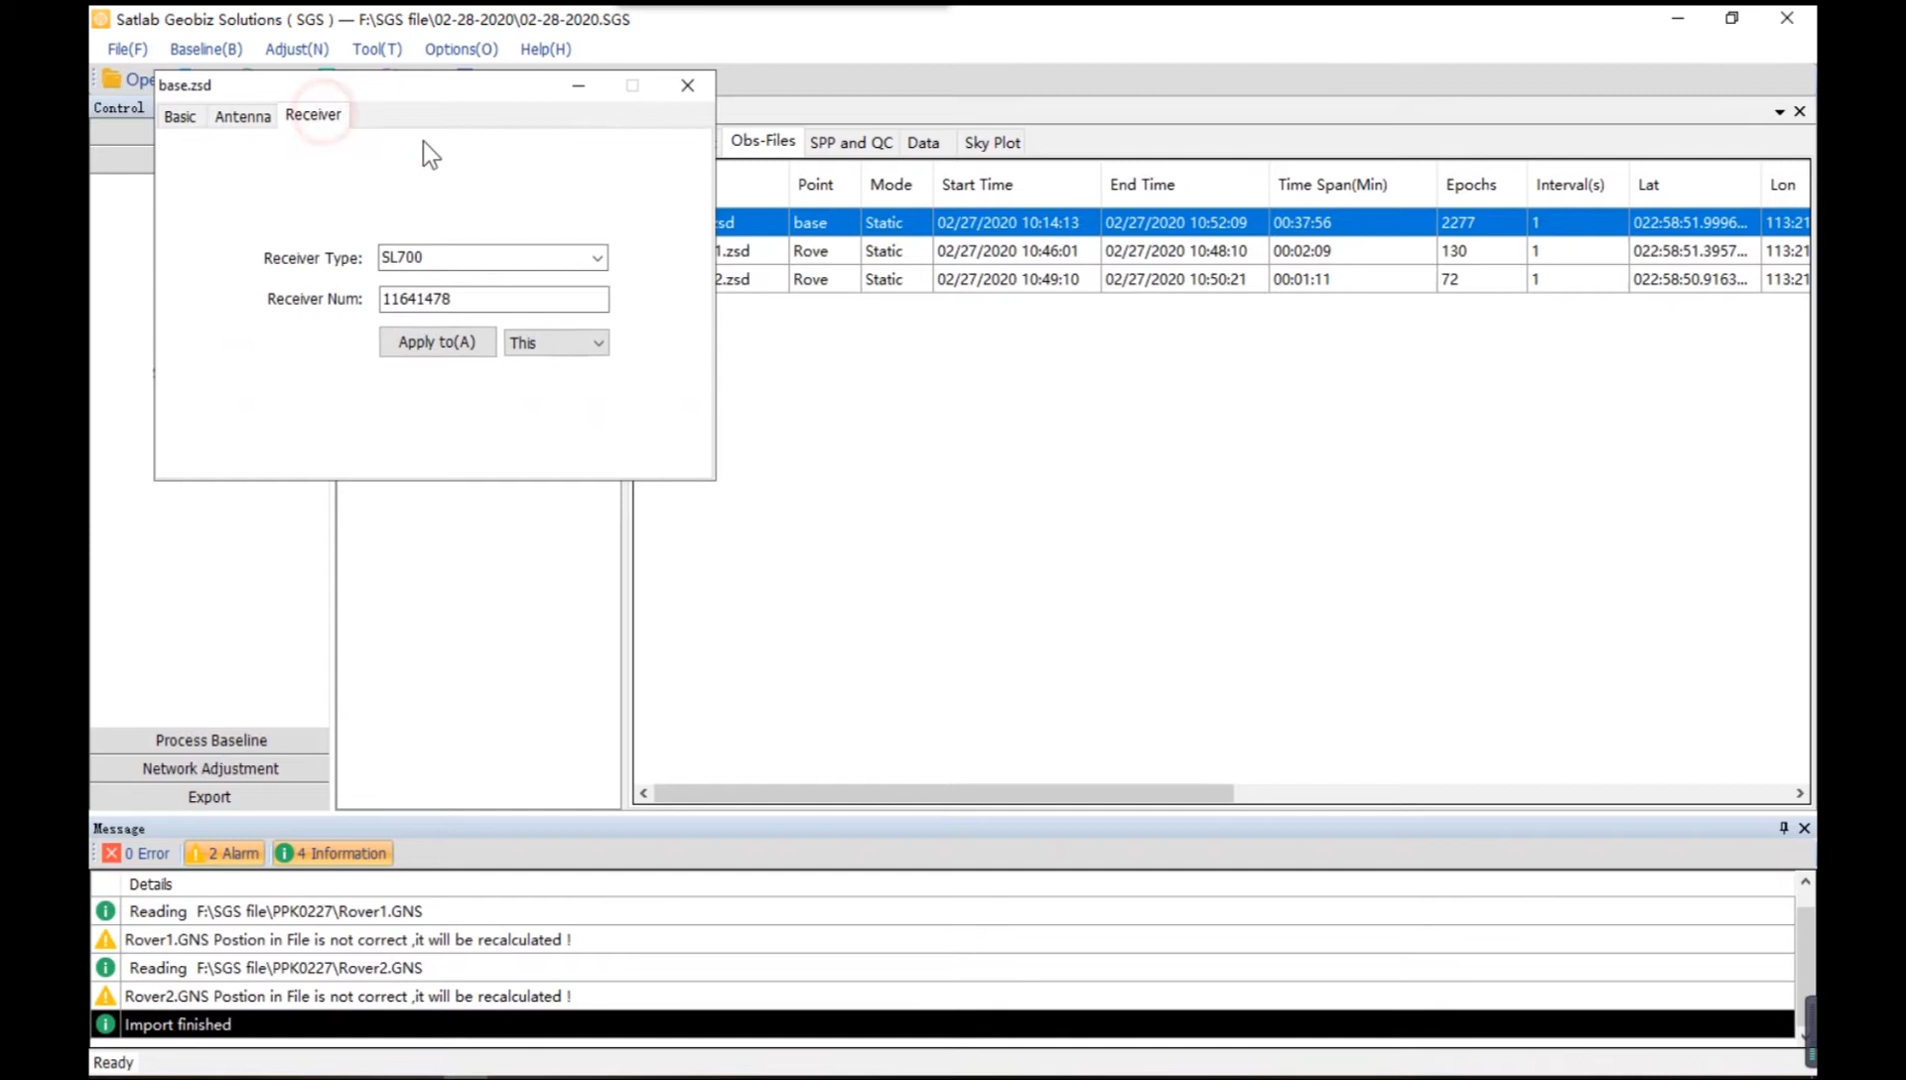 Satlab Geobiz Solutions ( SGS ) — F:\SGS file\02-28-2020\02-28-2020.SGS
File(F) Baseline(B) Adjust(N) Tool(T) Options(O) Help(H)
Ope
Control
base.zsd
Basic Antenna Receiver
Receiver Type: SL700
Receiver Num: 11641478
Apply to(A) This
Obs-Files SPP and QC Data Sky Plot
Point Mode Start Time End Time Time Span(Min) Epochs Interval(s) Lat Lon
sd base Static 02/27/2020 10:14:13 02/27/2020 10:52:09 00:37:56 2277 1 022:58:51.9996... 113:21
1.zsd Rove Static 02/27/2020 10:46:01 02/27/2020 10:48:10 00:02:09 130 1 022:58:51.3957... 113:21
2.zsd Rove Static 02/27/2020 10:49:10 02/27/2020 10:50:21 00:01:11 72 1 022:58:50.9163... 113:21
Process Baseline
Network Adjustment
Export
Message
0 Error 2 Alarm 4 Information
Details
Reading F:\SGS file\PPK0227\Rover1.GNS
Rover1.GNS Postion in File is not correct ,it will be recalculated !
Reading F:\SGS file\PPK0227\Rover2.GNS
Rover2.GNS Postion in File is not correct ,it will be recalculated !
Import finished
Ready